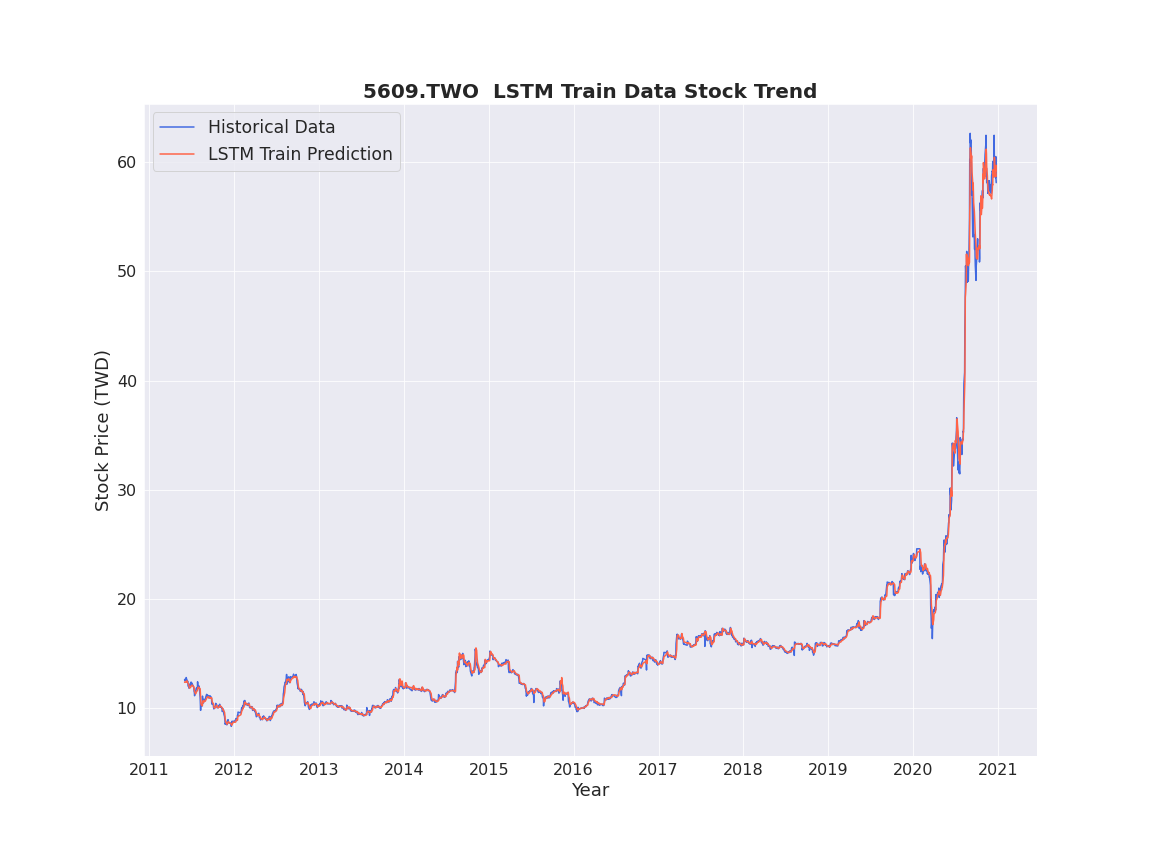 5609.TWO  LSTM Train Data Stock Trend
Historical Data
LSTM Train Prediction
Stock Price (TWD)
60
50
40
30
20
10
2011 2012 2013 2014 2015 2016 2017 2018 2019 2020 2021
Year